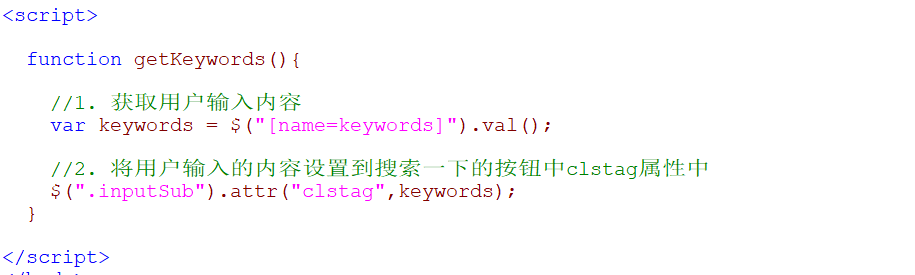 <script>
function getKeywords(){
//1. 获取用户输入内容
var keywords = $("[name=keywords]").val();
//2. 将用户输入的内容设置到搜索一下的按钮中clstag属性中
$(".inputSub").attr("clstag",keywords);
}
</script>